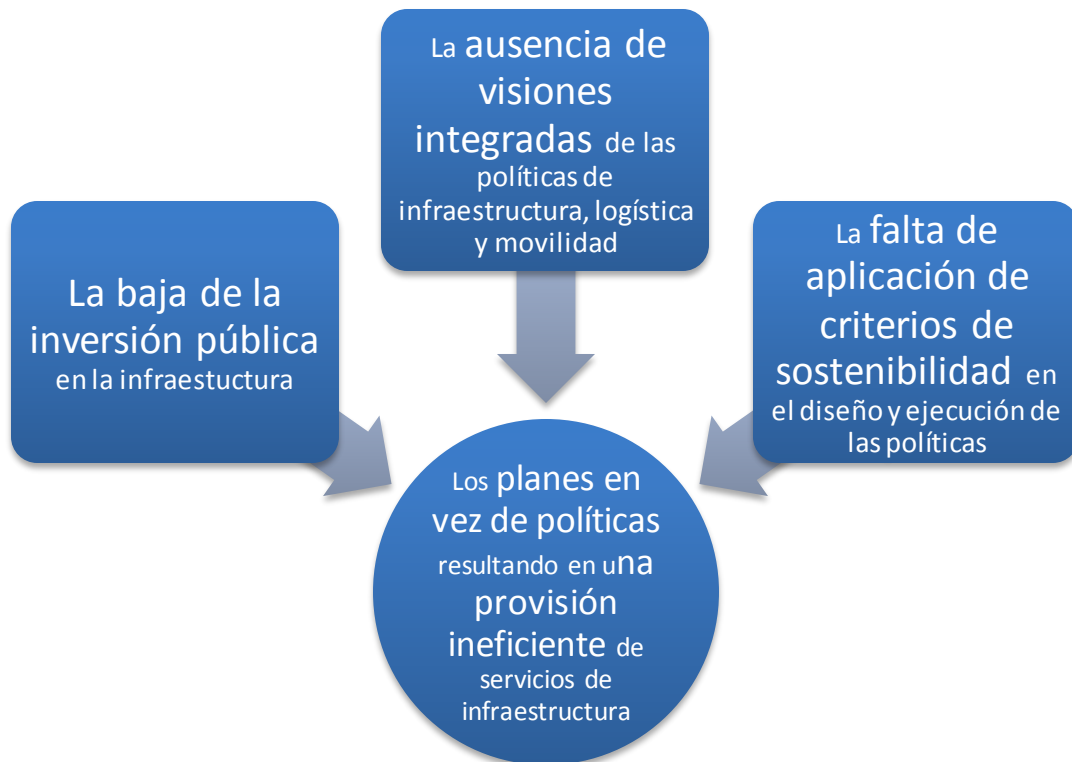 La baja de la
inversión pública
en la infraestuctura
La ausencia de
visiones
integradas de las
políticas de
infraestructura, logística
y movilidad
La falta de
aplicación de
criterios de
sostenibilidad en
el diseño y ejecución de
las políticas
Los planes en
vez de políticas
resultando en una
provisión
ineficiente de
servicios de
infraestructura